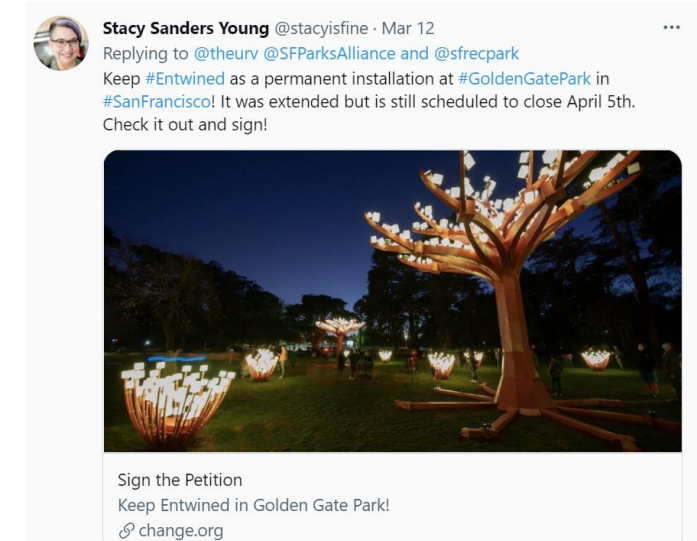 Stacy Sanders Young @stacyisfine · Mar 12
Replying to @theurv @SFParksAlliance and @sfrecpark
Keep #Entwined as a permanent installation at #GoldenGatePark in
#SanFrancisco! It was extended but is still scheduled to close April 5th.
Check it out and sign!
Sign the Petition
Keep Entwined in Golden Gate Park!
change.org